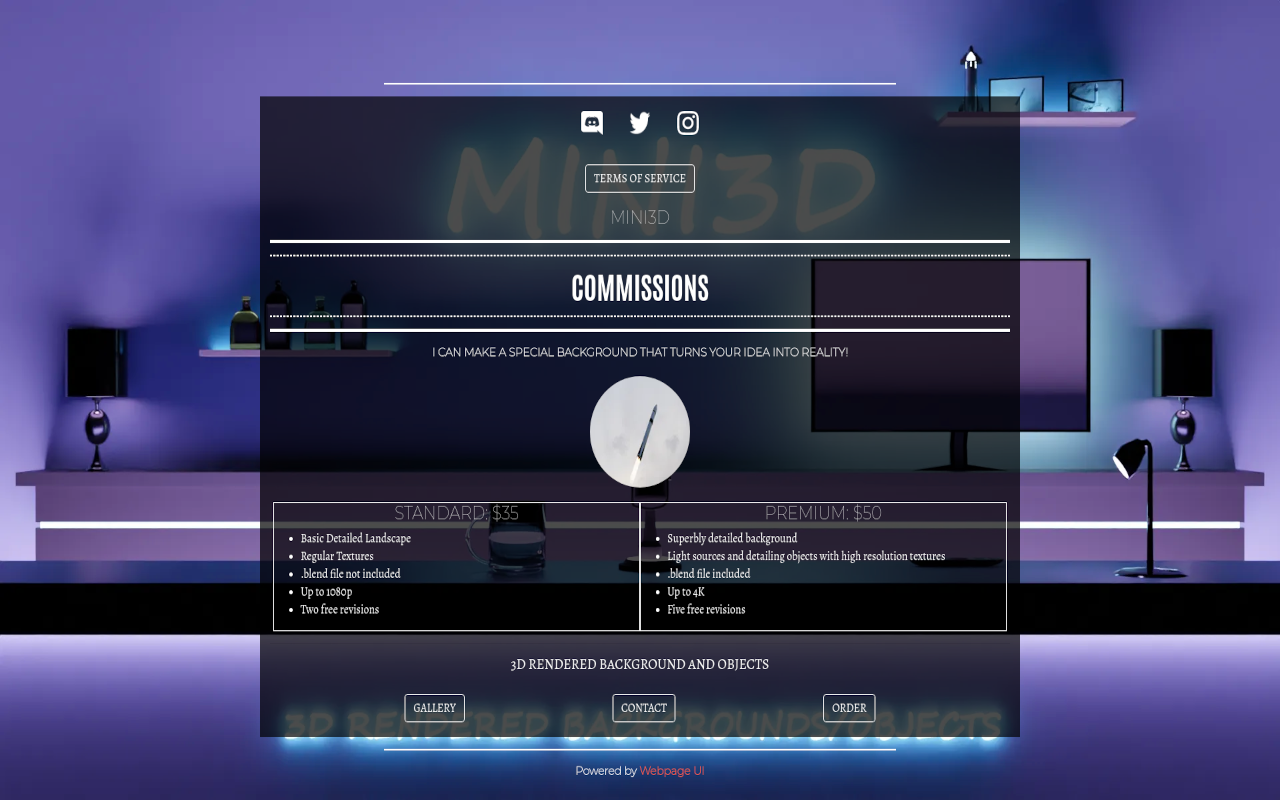 MINI3D
TERMS OF SERVICE
MINI3D
COMMISSIONS
I CAN MAKE A SPECIAL BACKGROUND THAT TURNS YOUR IDEA INTO REALITY!
STANDARD: $35
Basic Detailed Landscape
Regular Textures
.blend file not included
Up to 1080p
Two free revisions
PREMIUM: $50
Superbly detailed background
Light sources and detailing objects with high resolution textures
.blend file included
Up to 4K
Five free revisions
3D RENDERED BACKGROUND AND OBJECTS
GALLERY
CONTACT
ORDER
3D RENDERED BACKGROUNDS/OBJECTS
Powered by Webpage UI